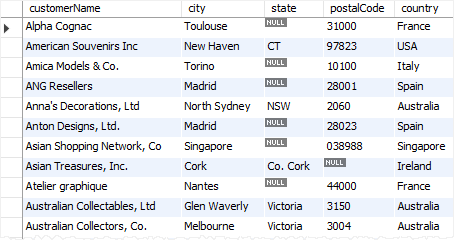 customerName city state postalCode country
Alpha Cognac Toulouse NULL 31000 France
American Souvenirs Inc New Haven CT 97823 USA
Amica Models & Co. Torino NULL 10100 Italy
ANG Resellers Madrid NULL 28001 Spain
Anna's Decorations, Ltd North Sydney NSW 2060 Australia
Anton Designs, Ltd. Madrid NULL 28023 Spain
Asian Shopping Network, Co Singapore NULL 038988 Singapore
Asian Treasures, Inc. Cork Co. Cork NULL Ireland
Atelier graphique Nantes NULL 44000 France
Australian Collectables, Ltd Glen Waverly Victoria 3150 Australia
Australian Collectors, Co. Melbourne Victoria 3004 Australia